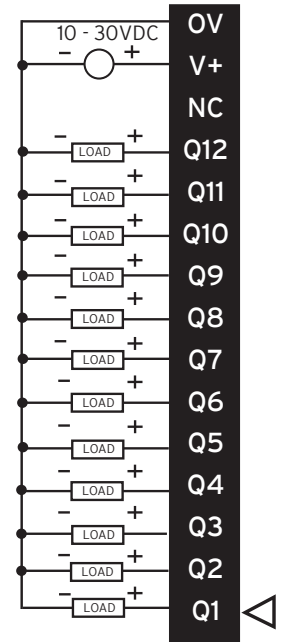 0V
10 - 30VDC
- + V+
NC
- LOAD + Q12
- LOAD + Q11
- LOAD + Q10
- LOAD + Q9
- LOAD + Q8
- LOAD + Q7
- LOAD + Q6
- LOAD + Q5
- LOAD + Q4
- LOAD + Q3
- LOAD + Q2
- LOAD + Q1